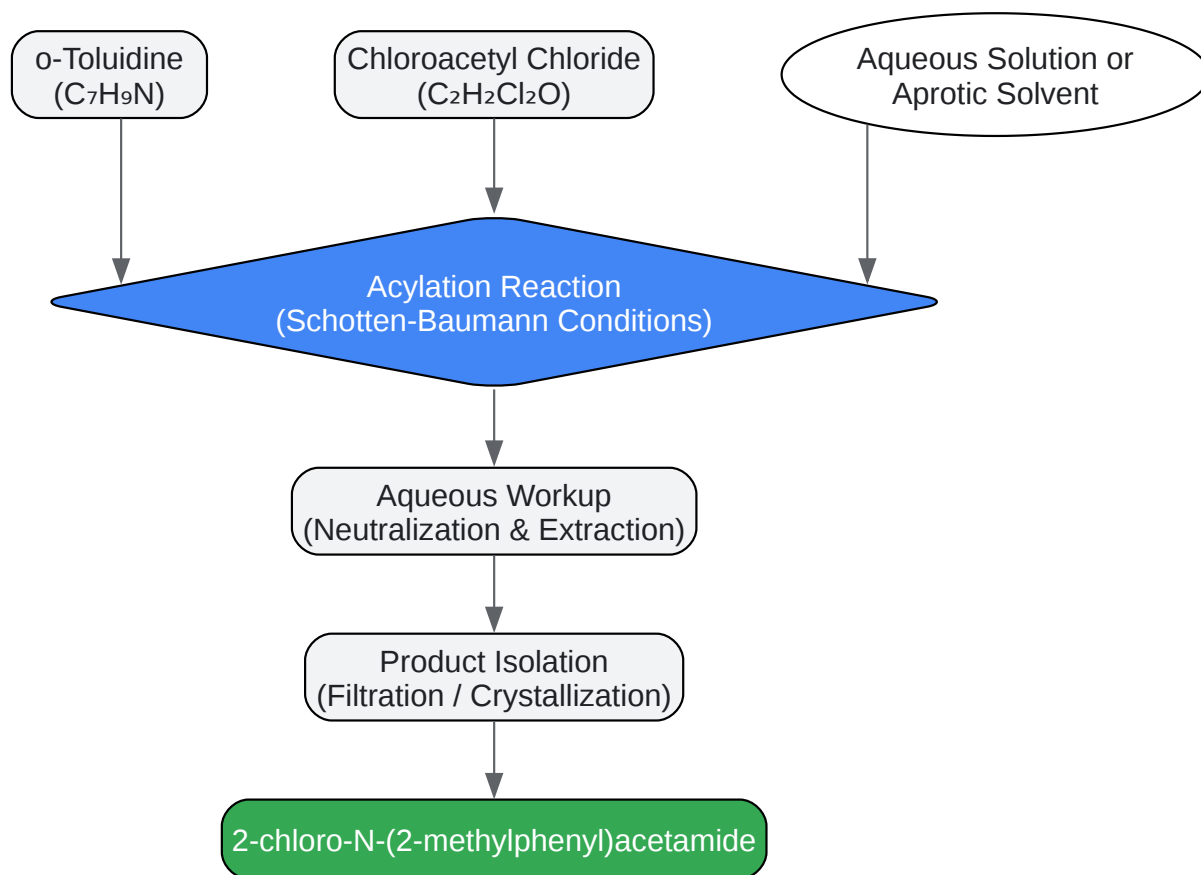 o-Toluidine
(C₇H₉N)
Chloroacetyl Chloride
(C₂H₂Cl₂O)
Aqueous Solution or
Aprotic Solvent
Acylation Reaction
(Schotten-Baumann Conditions)
Aqueous Workup
(Neutralization & Extraction)
Product Isolation
(Filtration / Crystallization)
2-chloro-N-(2-methylphenyl)acetamide